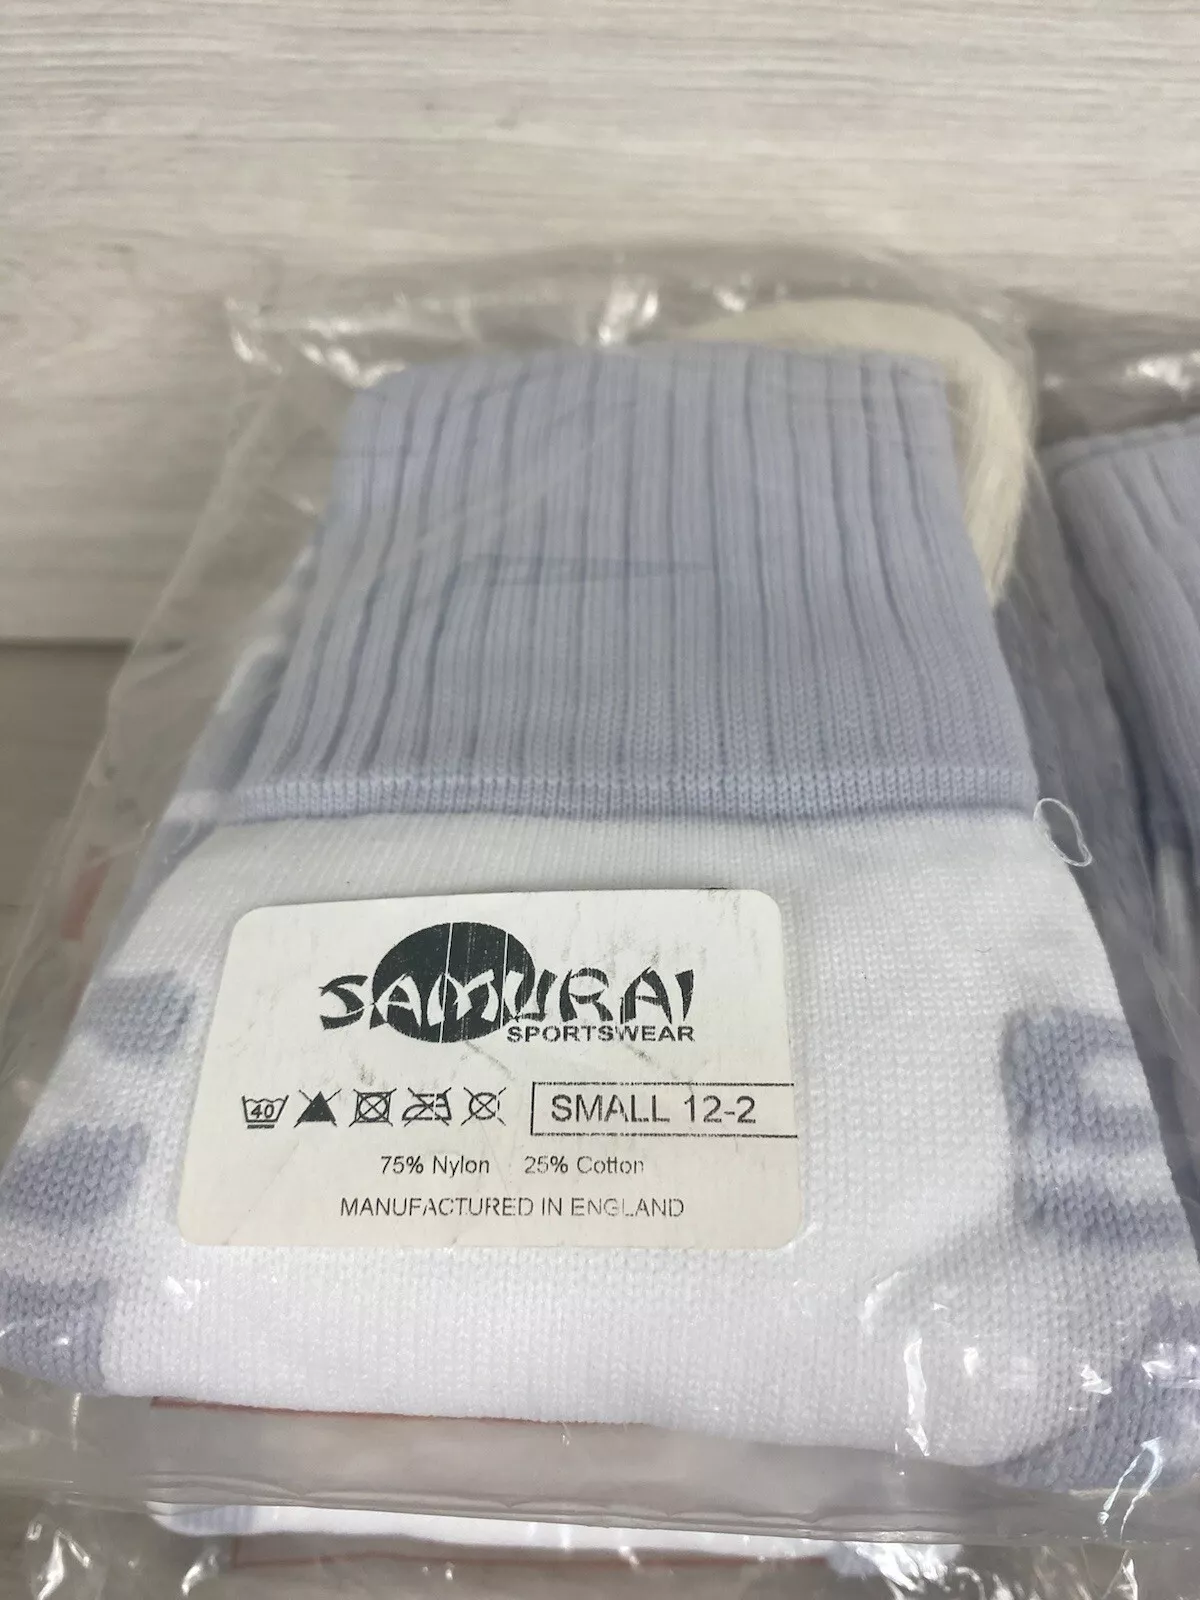 SAMURAI
SPORTSWEAR
40
SMALL 12-2
75% Nylon 25% Cotton
MANUFACTURED IN ENGLAND